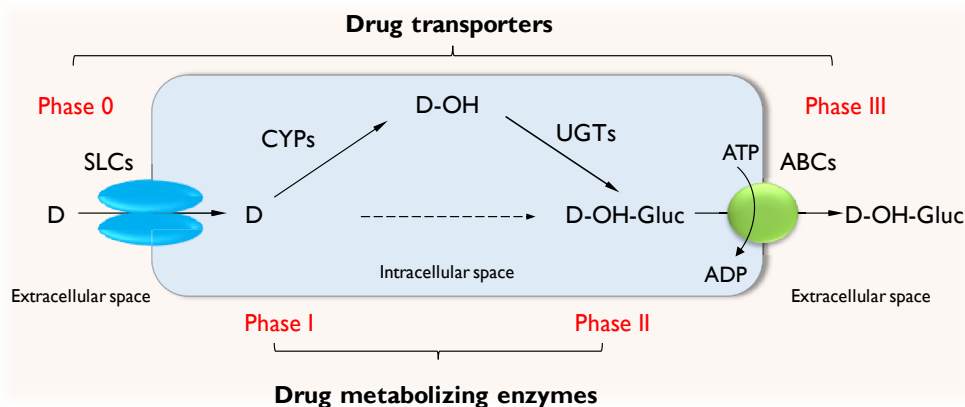 Drug transporters
Phase 0
Phase III
D-OH
CYPs
UGTs
SLCs
ATP
ABCs
D
D
D-OH-Gluc
D-OH-Gluc
Intracellular space
ADP
Extracellular space
Extracellular space
Phase I
Phase II
Drug metabolizing enzymes